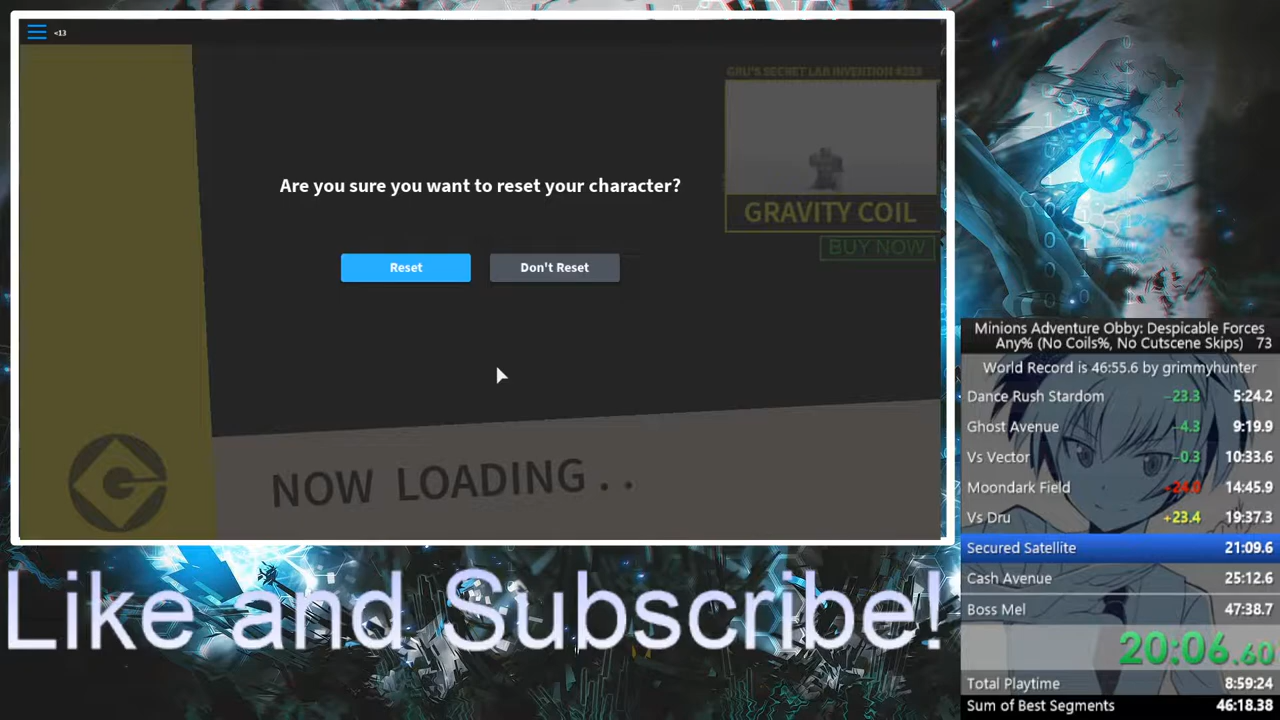 <13
GRU'S SECRET LAB INVENTION #223
Are you sure you want to reset your character?
GRAVITY COIL
BUY NOW
Reset
Don't Reset
NOW LOADING . .
Like and Subscribe!
Minions Adventure Obby: Despicable Forces
Any% (No Coils%, No Cutscene Skips) 73
World Record is 46:55.6 by grimmyhunter
Dance Rush Stardom −23.3 5:24.2
Ghost Avenue −4.3 9:19.9
Vs Vector −0.3 10:33.6
Moondark Field +24.0 14:45.9
Vs Dru +23.4 19:37.3
Secured Satellite 21:09.6
Cash Avenue 25:12.6
Boss Mel 47:38.7
20:06.60
Total Playtime 8:59:24
Sum of Best Segments 46:18.38